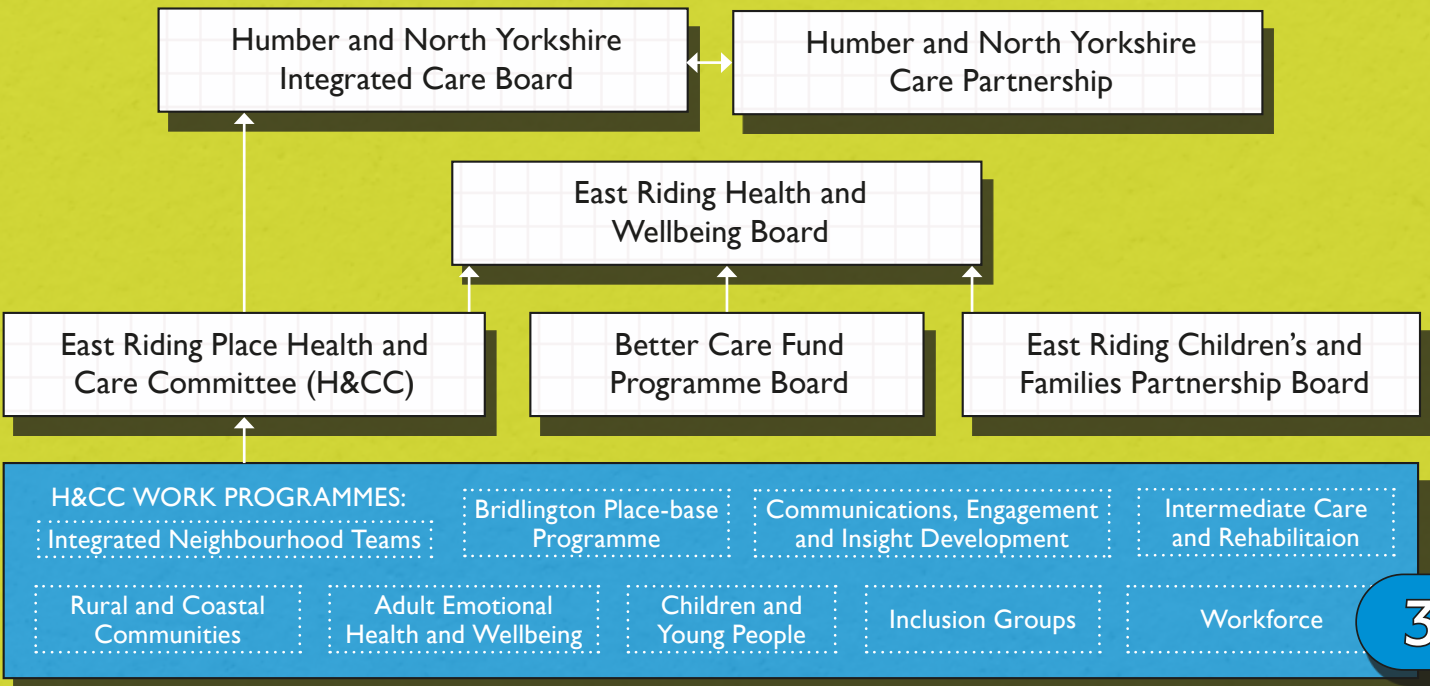 Humber and North Yorkshire
Integrated Care Board
Humber and North Yorkshire
Care Partnership
East Riding Health and
Wellbeing Board
East Riding Place Health and
Care Committee (H&CC)
Better Care Fund
Programme Board
East Riding Children's and
Families Partnership Board
H&CC WORK PROGRAMMES:
Integrated Neighbourhood Teams
Bridlington Place-base
Programme
Communications, Engagement
and Insight Development
Intermediate Care
and Rehabilitaion
Rural and Coastal
Communities
Adult Emotional
Health and Wellbeing
Children and
Young People
Inclusion Groups
Workforce